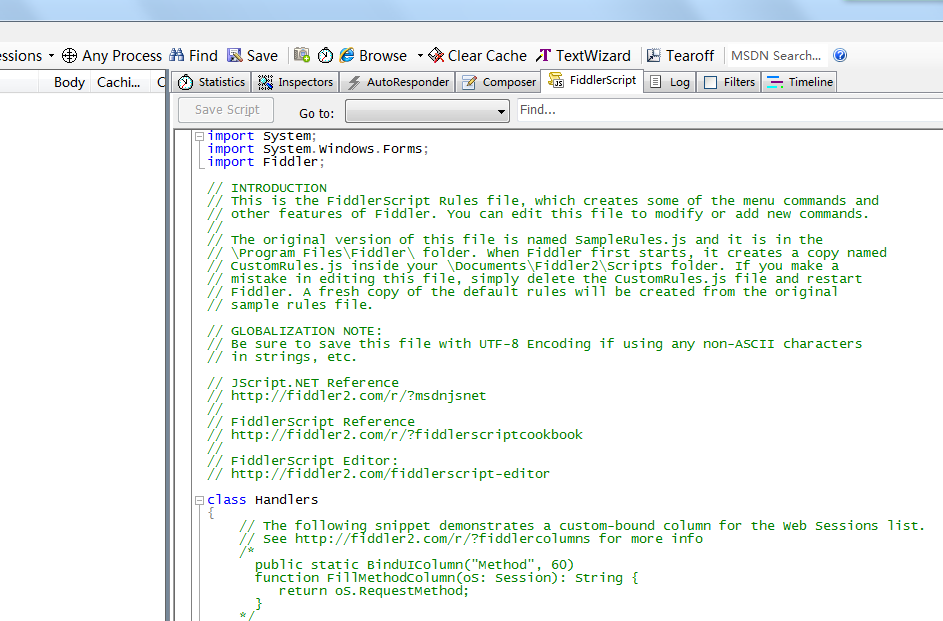 essions Any Process Find Save Browse Clear Cache TextWizard Tearoff MSDN Search...
Body Cachi... C Statistics Inspectors AutoResponder Composer FiddlerScript Log Filters Timeline
Save Script Go to: Find...
import System;
import System.Windows.Forms;
import Fiddler;
// INTRODUCTION
// This is the FiddlerScript Rules file, which creates some of the menu commands and
// other features of Fiddler. You can edit this file to modify or add new commands.
//
// The original version of this file is named SampleRules.js and it is in the
// \Program Files\Fiddler\ folder. When Fiddler first starts, it creates a copy named
// CustomRules.js inside your \Documents\Fiddler2\Scripts folder. If you make a
// mistake in editing this file, simply delete the CustomRules.js file and restart
// Fiddler. A fresh copy of the default rules will be created from the original
// sample rules file.
// GLOBALIZATION NOTE:
// Be sure to save this file with UTF-8 Encoding if using any non-ASCII characters
// in strings, etc.
// JScript.NET Reference
// http://fiddler2.com/r/?msdnjsnet
//
// FiddlerScript Reference
// http://fiddler2.com/r/?fiddlerscriptcookbook
//
// FiddlerScript Editor:
// http://fiddler2.com/fiddlerscript-editor
class Handlers
{
// The following snippet demonstrates a custom-bound column for the Web Sessions list.
// See http://fiddler2.com/r/?fiddlercolumns for more info
/*
public static BindUIColumn("Method", 60)
function FillMethodColumn(oS: Session): String {
return oS.RequestMethod;
}
*/